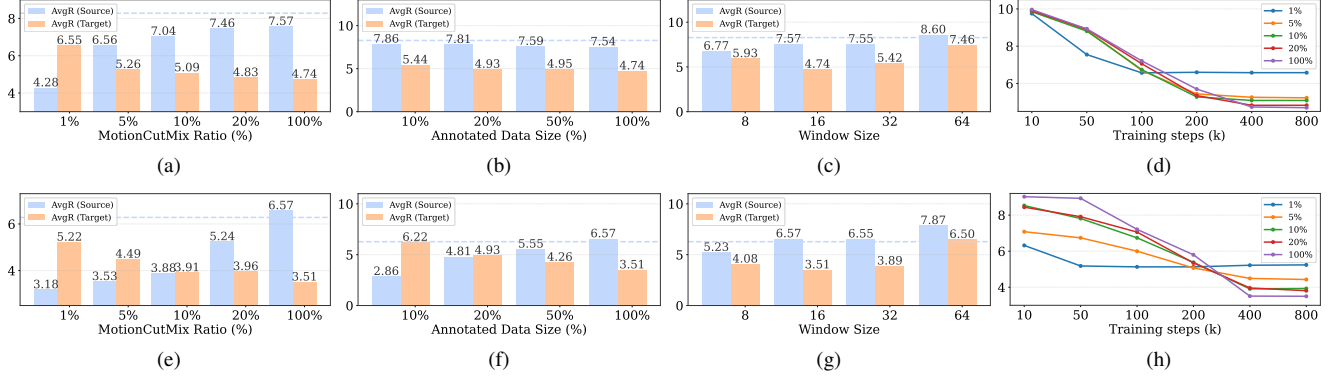 AvgR (Source)
AvgR (Target)
8
6
4
4.28 6.55 6.56 5.26 7.04 5.09 7.46 4.83 7.57 4.74
1% 5% 10% 20% 100%
MotionCutMix Ratio (%)
(a)
AvgR (Source)
AvgR (Target)
10
5
0
7.86 5.44 7.81 4.93 7.59 4.95 7.54 4.74
10% 20% 50% 100%
Annotated Data Size (%)
(b)
AvgR (Source)
AvgR (Target)
10
5
0
6.77 5.93 7.57 4.74 7.55 5.42 8.60 7.46
8 16 32 64
Window Size
(c)
10
8
6
1%
5%
10%
20%
100%
10 50 100 200 400 800
Training steps (k)
(d)
AvgR (Source)
AvgR (Target)
6
4
3.18 5.22 3.53 4.49 3.88 3.91 5.24 3.96 6.57 3.51
1% 5% 10% 20% 100%
MotionCutMix Ratio (%)
(e)
AvgR (Source)
AvgR (Target)
10
5
0
2.86 6.22 4.81 4.93 5.55 4.26 6.57 3.51
10% 20% 50% 100%
Annotated Data Size (%)
(f)
AvgR (Source)
AvgR (Target)
10
5
0
5.23 4.08 6.57 3.51 6.55 3.89 7.87 6.50
8 16 32 64
Window Size
(g)
8
6
4
1%
5%
10%
20%
100%
10 50 100 200 400 800
Training steps (k)
(h)